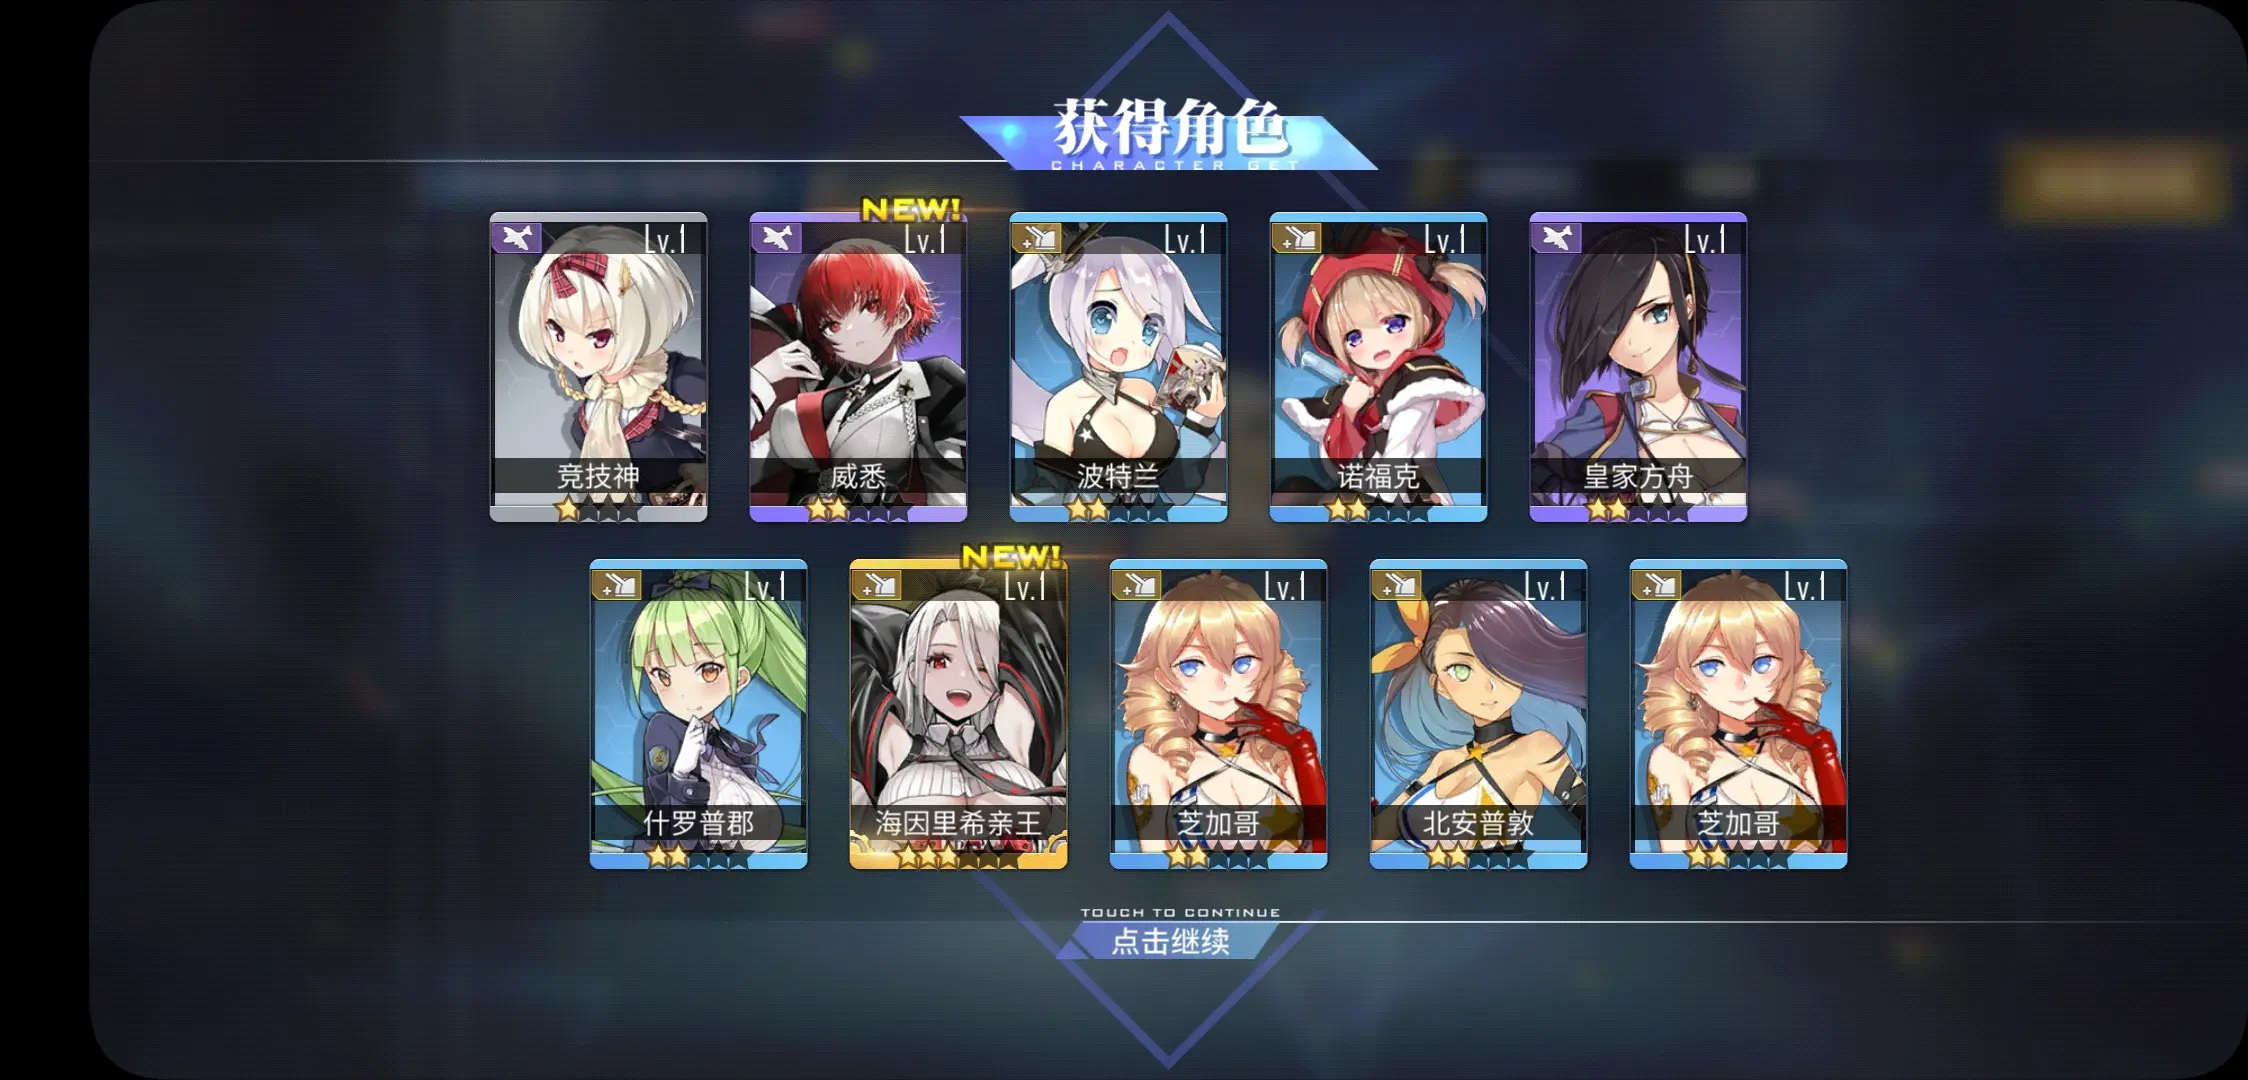 获得角色
CHARACTER GET
NEW!
Lv.1 Lv.1 Lv.1 Lv.1 Lv.1
竞技神 威悉 波特兰 诺福克 皇家方舟
NEW!
Lv.1 Lv.1 Lv.1 Lv.1 Lv.1
什罗普郡 海因里希亲王 芝加哥 北安普敦 芝加哥
TOUCH TO CONTINUE
点击继续